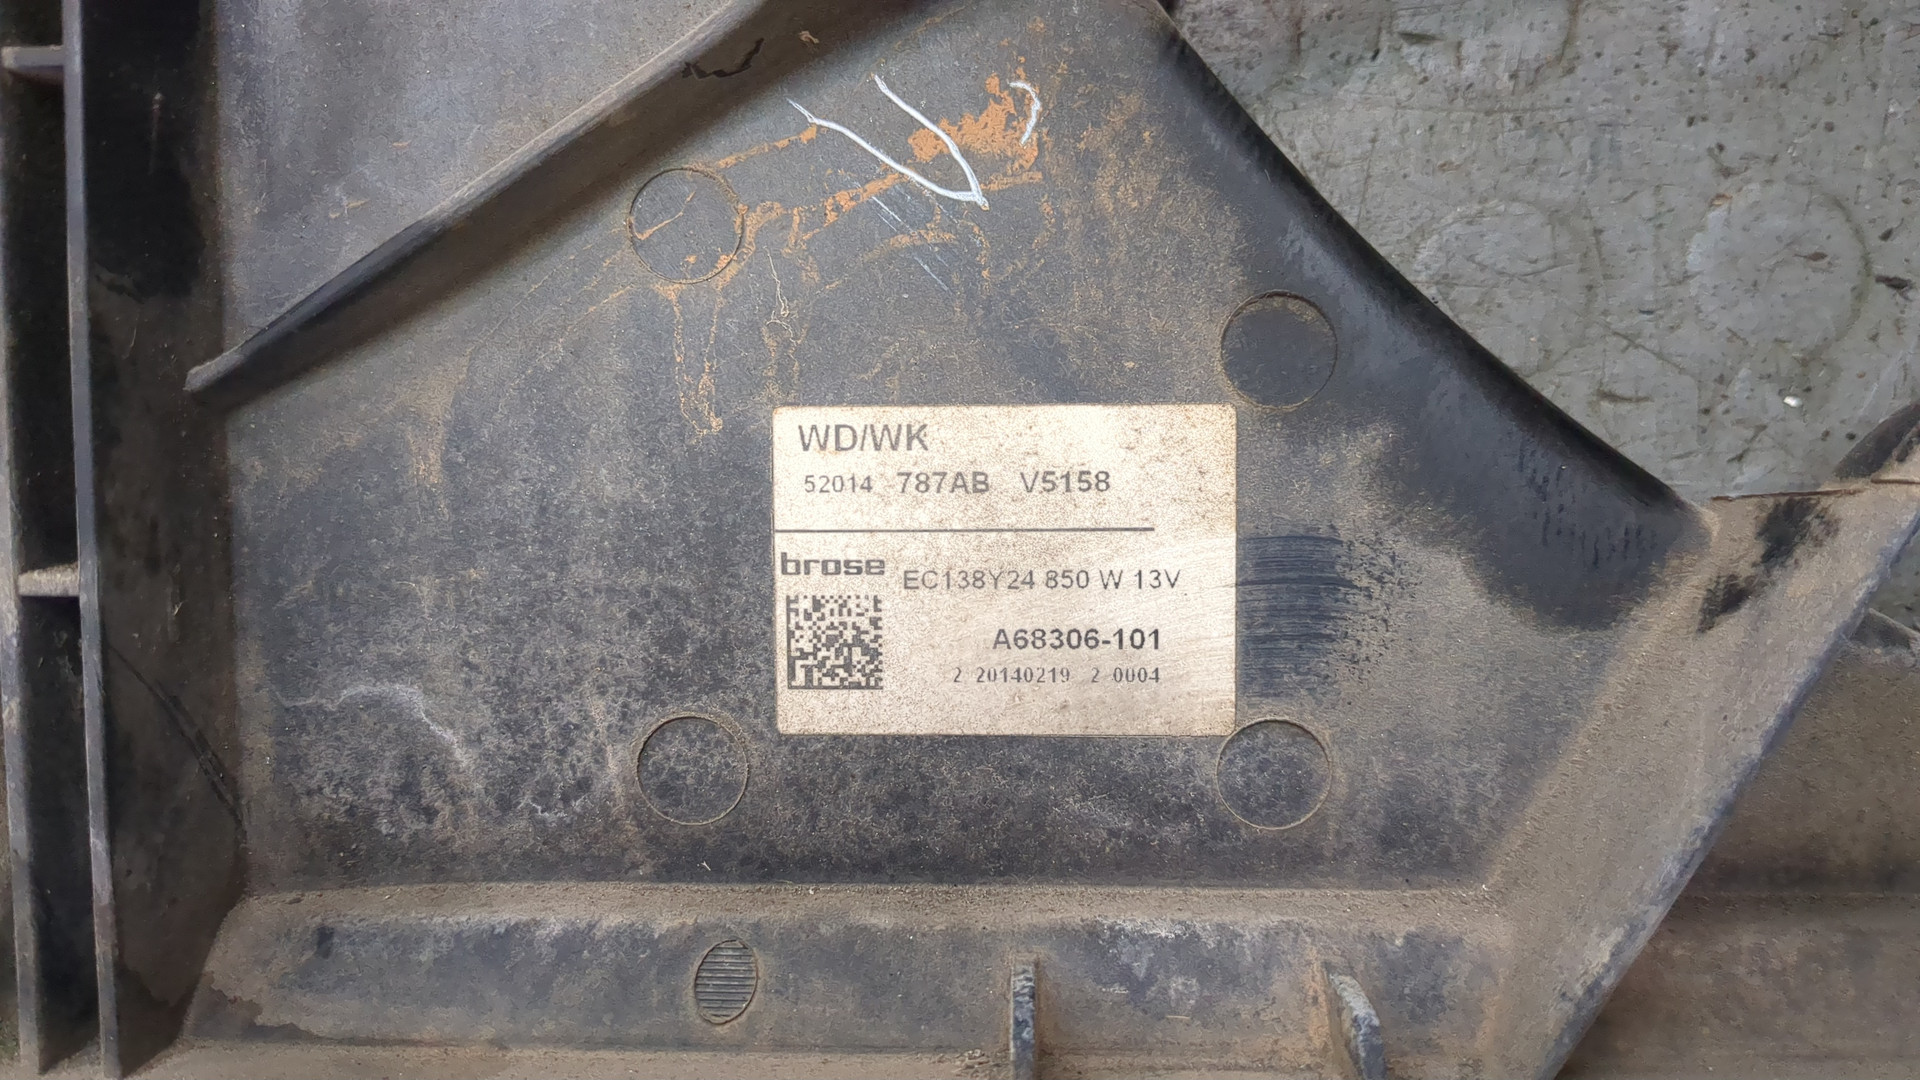 WD/WK
52014 787AB V5158
brose EC138Y24 850 W 13V
A68306-101
2 20140219 2 0004